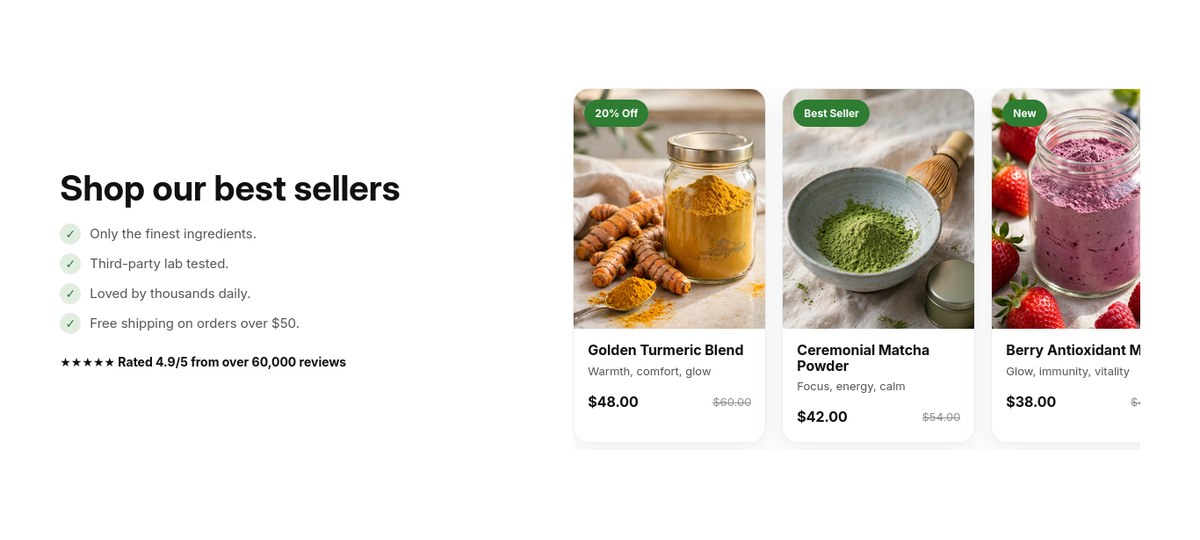 Shop our best sellers
✓ Only the finest ingredients.
✓ Third-party lab tested.
✓ Loved by thousands daily.
✓ Free shipping on orders over $50.
★★★★★ Rated 4.9/5 from over 60,000 reviews
20% Off
Golden Turmeric Blend
Warmth, comfort, glow
$48.00 $60.00
Best Seller
Ceremonial Matcha
Powder
Focus, energy, calm
$42.00 $54.00
New
Berry Antioxidant
Glow, immunity, vitality
$38.00